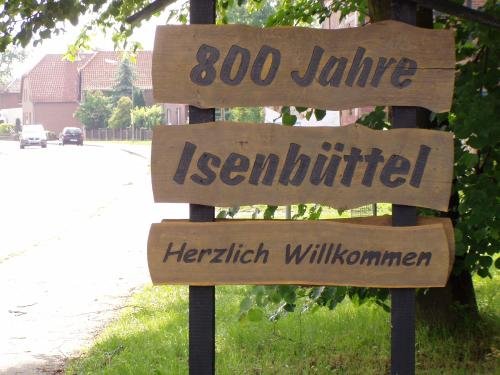 800 Jahre
Isenbüttel
Herzlich Willkommen